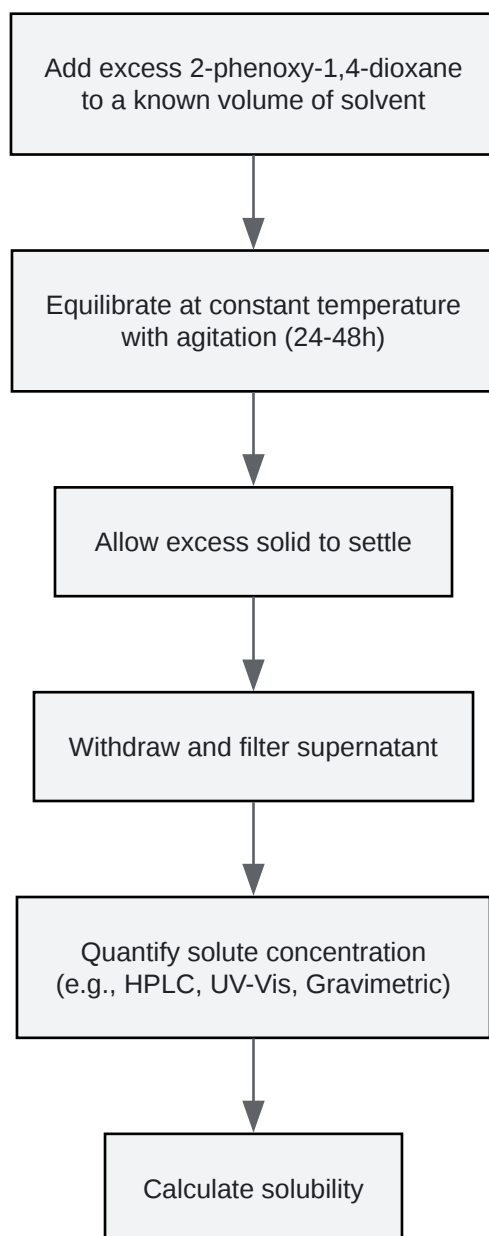 Add excess 2-phenoxy-1,4-dioxane
to a known volume of solvent
Equilibrate at constant temperature
with agitation (24-48h)
Allow excess solid to settle
Withdraw and filter supernatant
Quantify solute concentration
(e.g., HPLC, UV-Vis, Gravimetric)
Calculate solubility